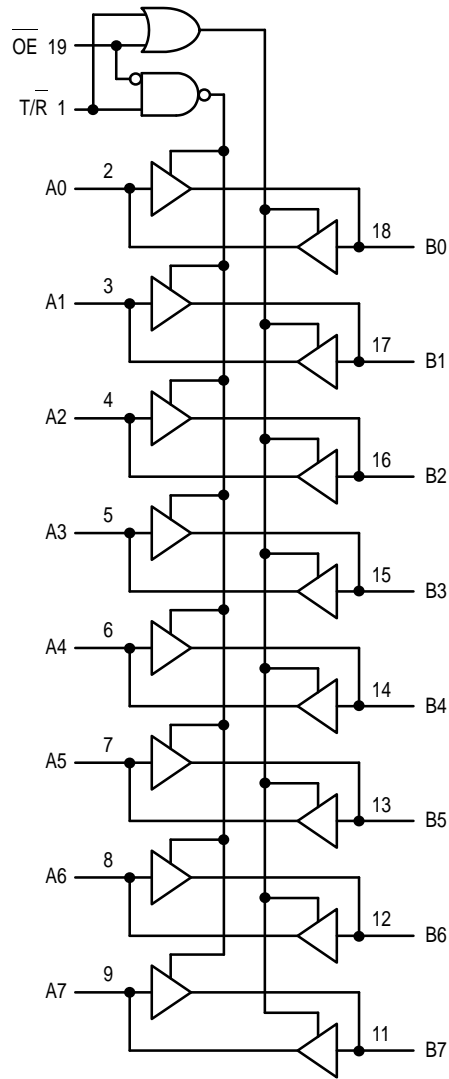 O̅E̅ 19
T/R̅ 1
A0 2
18 B0
A1 3
17 B1
A2 4
16 B2
A3 5
15 B3
A4 6
14 B4
A5 7
13 B5
A6 8
12 B6
A7 9
11 B7